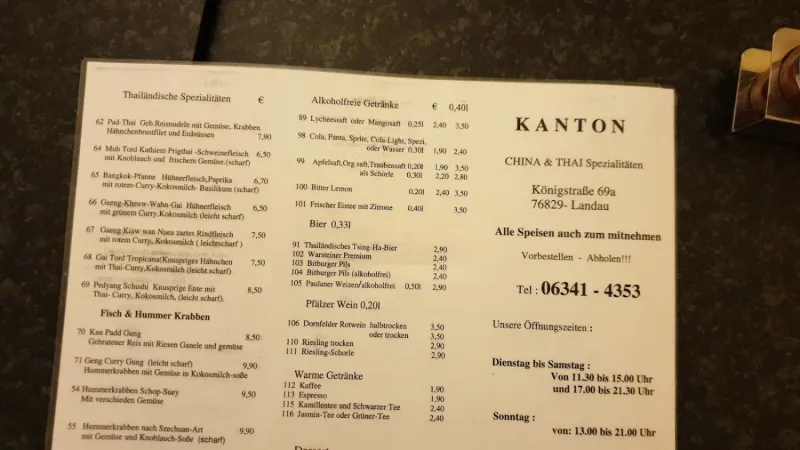 Thailändische Spezialitäten €
62 Pad-Thai Geb.Reisnudeln mit Gemüse, Krabben
Hähnchenbrustfilet und Erdnüssen 7,90
64 Muh Tord Kathiem Prigthai -Schweinefleisch 6,50
mit Knoblauch und frischem Gemüse.(scharf)
65 Bangkok-Pfanne Hühnerfleisch,Paprika 6,70
mit rotem-Curry-Kokosmilch- Basilikum (scharf)
66 Gaeng-Kheuw-Wahn-Gai Hühnerfleisch 6,50
mit grünem Curry,Kokosmilch (leicht scharf)
67 Gaeng Kiaw wan Nuea zartes Rindfleisch 7,50
mit rotem Curry, Kokosmilch ( leichtscharf )
68 Gai Tord Tropicana(Knuspriges Hähnchen 7,50
mit Thai-Curry,Kokosmilch (leicht scharf)
69 Pedyang Schushi Knusprige Ente mit 8,50
Thai- Curry, Kokosmilch, (leicht scharf).
Fisch & Hummer Krabben
70 Kau Padd Gung 8,50
Gebratener Reis mit Riesen Ganele und gemüse
71 Geng Curry Gung (leicht scharf) 9,90
Hummerkrabben mit Gemüse in Kokosmilch-soße
54 Hummerkrabben Schop-Suey 9,50
Mit verschieden Gemüse
55 Hummerkrabben nach Szechuan-Art 9,90
mit Gemüse und Knoblauch-Soße (scharf)
Alkoholfreie Getränke € 0,40l
89 Lycheesaft oder Mangosaft 0,25l 2,40 3,50
98 Cola, Fanta, Sprite, Cola-Light, Spezi,
oder Wasser 0,30l 1,90 2,40
99 Apfelsaft,Org.saft,Traubensaft 0,20l 1,90 3,50
als Schorle 0,30l 2,20 2,80
100 Bitter Lemon 0,20l 2,40 3,50
101 Frischer Eistee mit Zitrone 0,40l 3,50
Bier 0,33l
91 Thailändisches Tsing-Ha-Bier 2,90
102 Warsteiner Premium 2,40
103 Bitburger Pils 2,40
104 Bitburger Pils (alkoholfrei) 2,40
105 Paulaner Weizen/alkoholfrei 0,50l 2,90
Pfälzer Wein 0,20l
106 Dornfelder Rotwein halbtrocken 3,50
oder trocken 3,50
110 Riesling trocken 2,90
111 Riesling-Schorle 2,90
Warme Getränke
112 Kaffee 1,90
113 Espresso 1,90
115 Kamillentee und Schwarzer Tee 2,40
116 Jasmin-Tee oder Grüner-Tee 2,40
KANTON
CHINA & THAI Spezialitäten
Königstraße 69a
76829- Landau
Alle Speisen auch zum mitnehmen
Vorbestellen - Abholen!!!
Tel : 06341 - 4353
Unsere Öffnungszeiten :
Dienstag bis Samstag :
Von 11.30 bis 15.00 Uhr
und 17.00 bis 21.30 Uhr
Sonntag :
von: 13.00 bis 21.00 Uhr